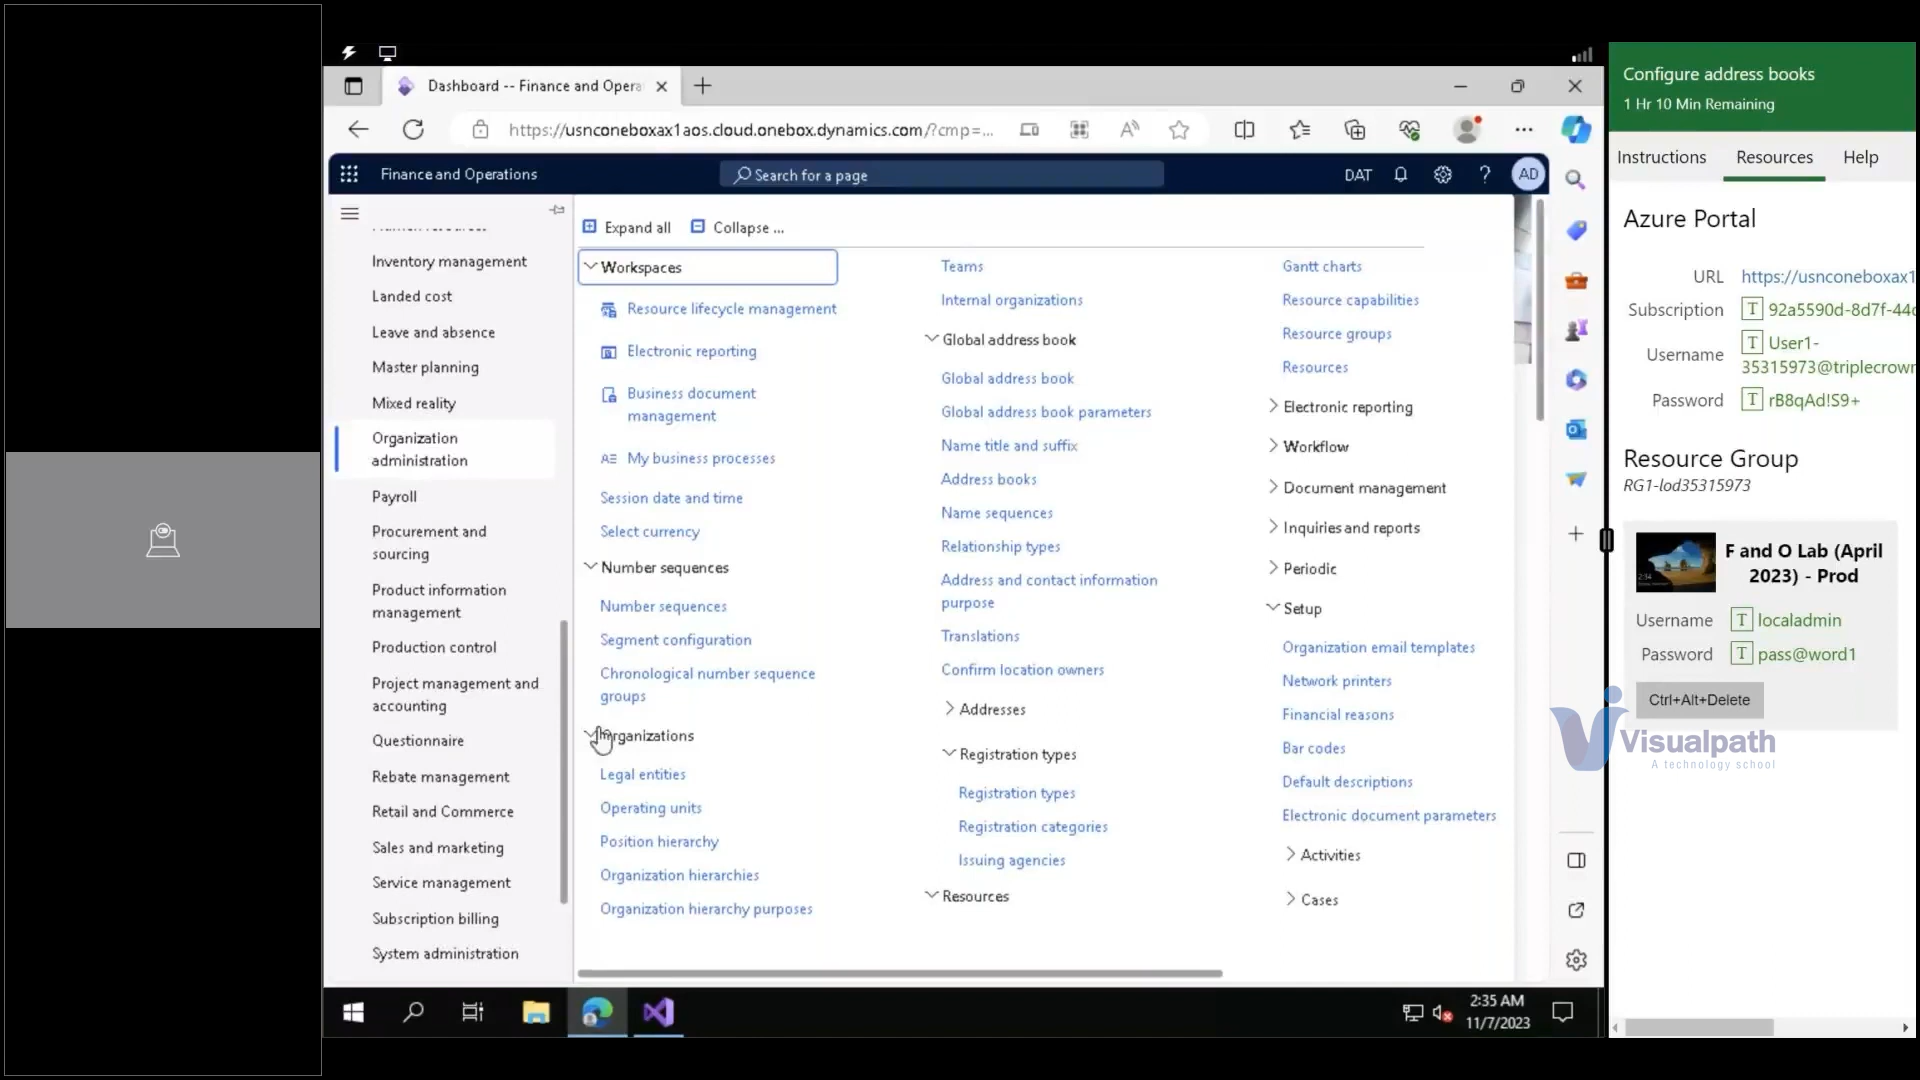 Dashboard -- Finance and Opera
https://usnconeboxax1aos.cloud.onebox.dynamics.com/?cmp=...
Finance and Operations
Search for a page
DAT
AD
Expand all
Collapse ...
Inventory management
Landed cost
Leave and absence
Master planning
Mixed reality
Organization
administration
Payroll
Procurement and
sourcing
Product information
management
Production control
Project management and
accounting
Questionnaire
Rebate management
Retail and Commerce
Sales and marketing
Service management
Subscription billing
System administration
Workspaces
Resource lifecycle management
Electronic reporting
Business document
management
My business processes
Session date and time
Select currency
Number sequences
Number sequences
Segment configuration
Chronological number sequence
groups
Organizations
Legal entities
Operating units
Position hierarchy
Organization hierarchies
Organization hierarchy purposes
Teams
Internal organizations
Global address book
Global address book
Global address book parameters
Name title and suffix
Address books
Name sequences
Relationship types
Address and contact information
purpose
Translations
Confirm location owners
Addresses
Registration types
Registration types
Registration categories
Issuing agencies
Resources
Gantt charts
Resource capabilities
Resource groups
Resources
Electronic reporting
Workflow
Document management
Inquiries and reports
Periodic
Setup
Organization email templates
Network printers
Financial reasons
Bar codes
Default descriptions
Electronic document parameters
Activities
Cases
2:35 AM
11/7/2023
Configure address books
1 Hr 10 Min Remaining
Instructions
Resources
Help
Azure Portal
URL https://usnconeboxax1
Subscription T 92a5590d-8d7f-44
Username T User1-
35315973@triplecrow
Password T rB8qAd!S9+
Resource Group
RG1-lod35315973
F and O Lab (April
2023) - Prod
Username T localadmin
Password T pass@word1
Ctrl+Alt+Delete
Visualpath
A technology school